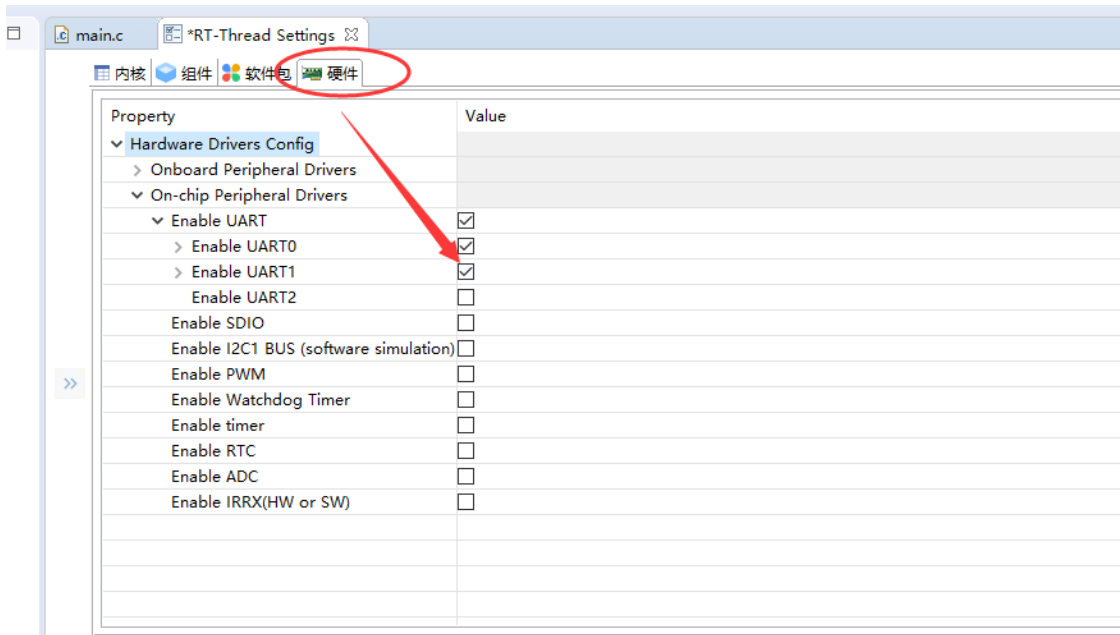 main.c *RT-Thread Settings
内核 组件 软件包 硬件
Property Value
Hardware Drivers Config
Onboard Peripheral Drivers
On-chip Peripheral Drivers
Enable UART
Enable UART0
Enable UART1
Enable UART2
Enable SDIO
Enable I2C1 BUS (software simulation)
Enable PWM
Enable Watchdog Timer
Enable timer
Enable RTC
Enable ADC
Enable IRRX(HW or SW)